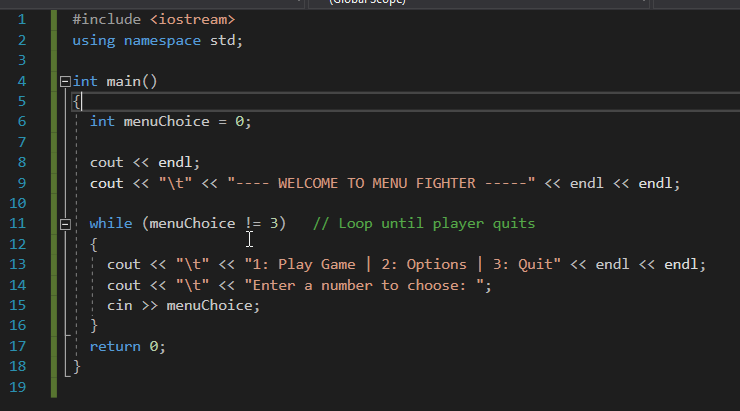 (Global Scope)
1 #include <iostream>
2 using namespace std;
3
4 int main()
5 {
6 int menuChoice = 0;
7
8 cout << endl;
9 cout << "\t" << "---- WELCOME TO MENU FIGHTER -----" << endl << endl;
10
11 while (menuChoice != 3) // Loop until player quits
12 {
13 cout << "\t" << "1: Play Game | 2: Options | 3: Quit" << endl << endl;
14 cout << "\t" << "Enter a number to choose: ";
15 cin >> menuChoice;
16 }
17 return 0;
18 }
19